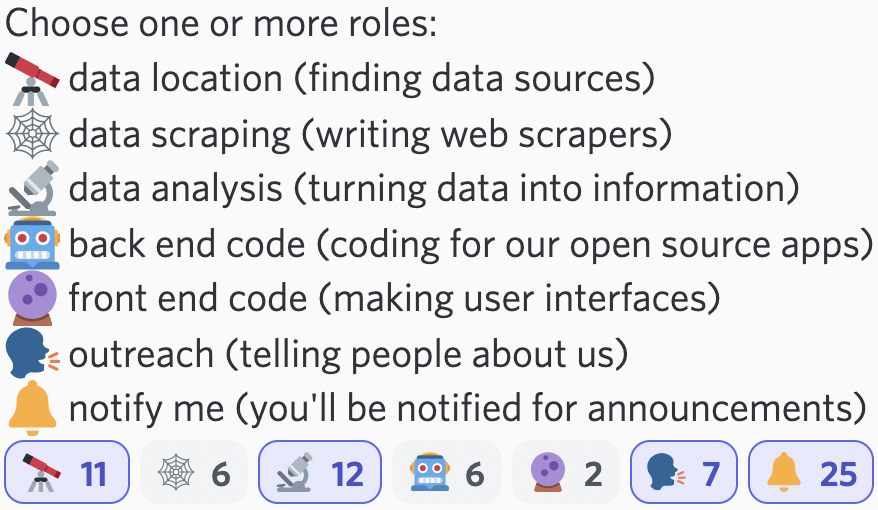 Choose one or more roles:
🔭 data location (finding data sources)
🕸️ data scraping (writing web scrapers)
🔬 data analysis (turning data into information)
🤖 back end code (coding for our open source apps)
🔮 front end code (making user interfaces)
🗣️ outreach (telling people about us)
🔔 notify me (you'll be notified for announcements)
🔭 11 🕸️ 6 🔬 12 🤖 6 🔮 2 🗣️ 7 🔔 25